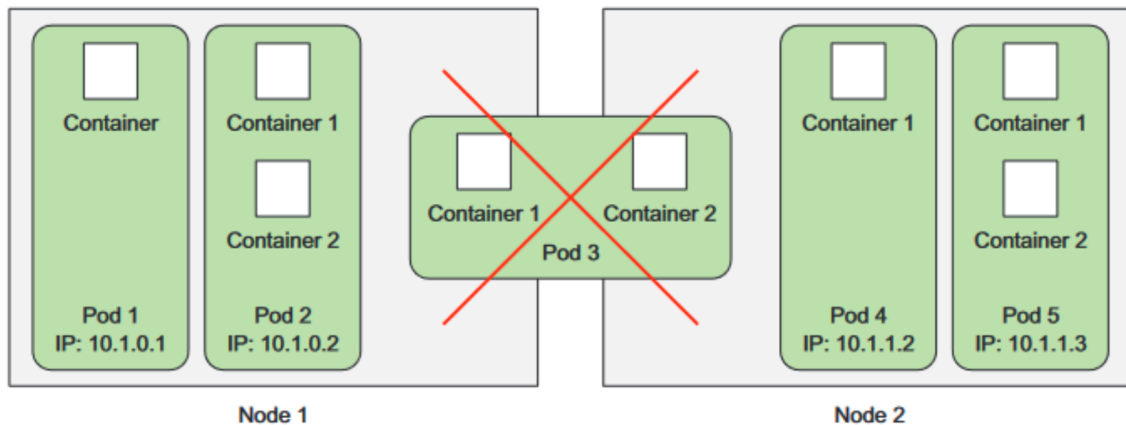 Container
Pod 1
IP: 10.1.0.1
Container 1
Container 2
Pod 2
IP: 10.1.0.2
Container 1
Container 2
Pod 3
Container 1
Pod 4
IP: 10.1.1.2
Container 1
Container 2
Pod 5
IP: 10.1.1.3
Node 1
Node 2